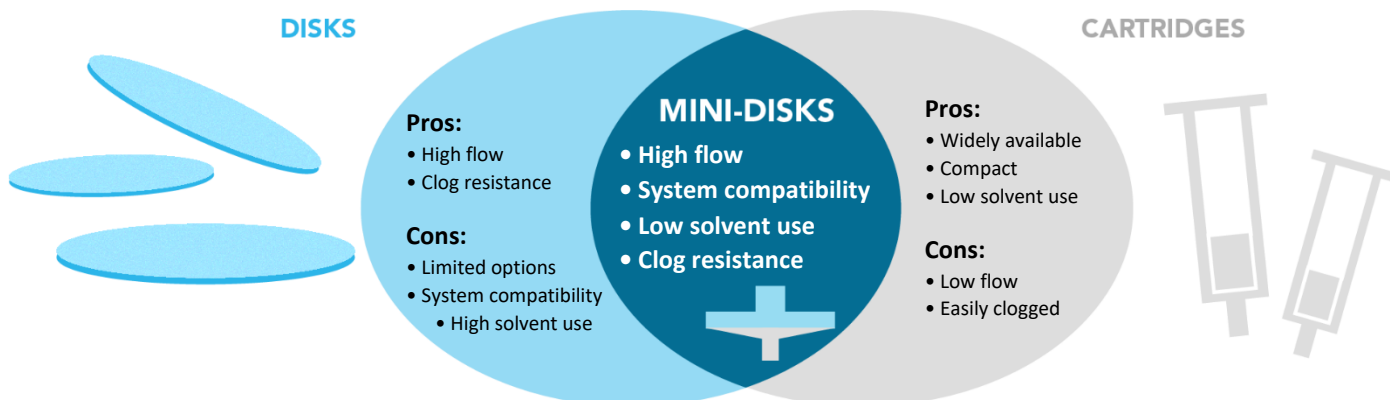 DISKS
Pros:
• High flow
• Clog resistance
Cons:
• Limited options
• System compatibility
• High solvent use
MINI-DISKS
• High flow
• System compatibility
• Low solvent use
• Clog resistance
CARTRIDGES
Pros:
• Widely available
• Compact
• Low solvent use
Cons:
• Low flow
• Easily clogged